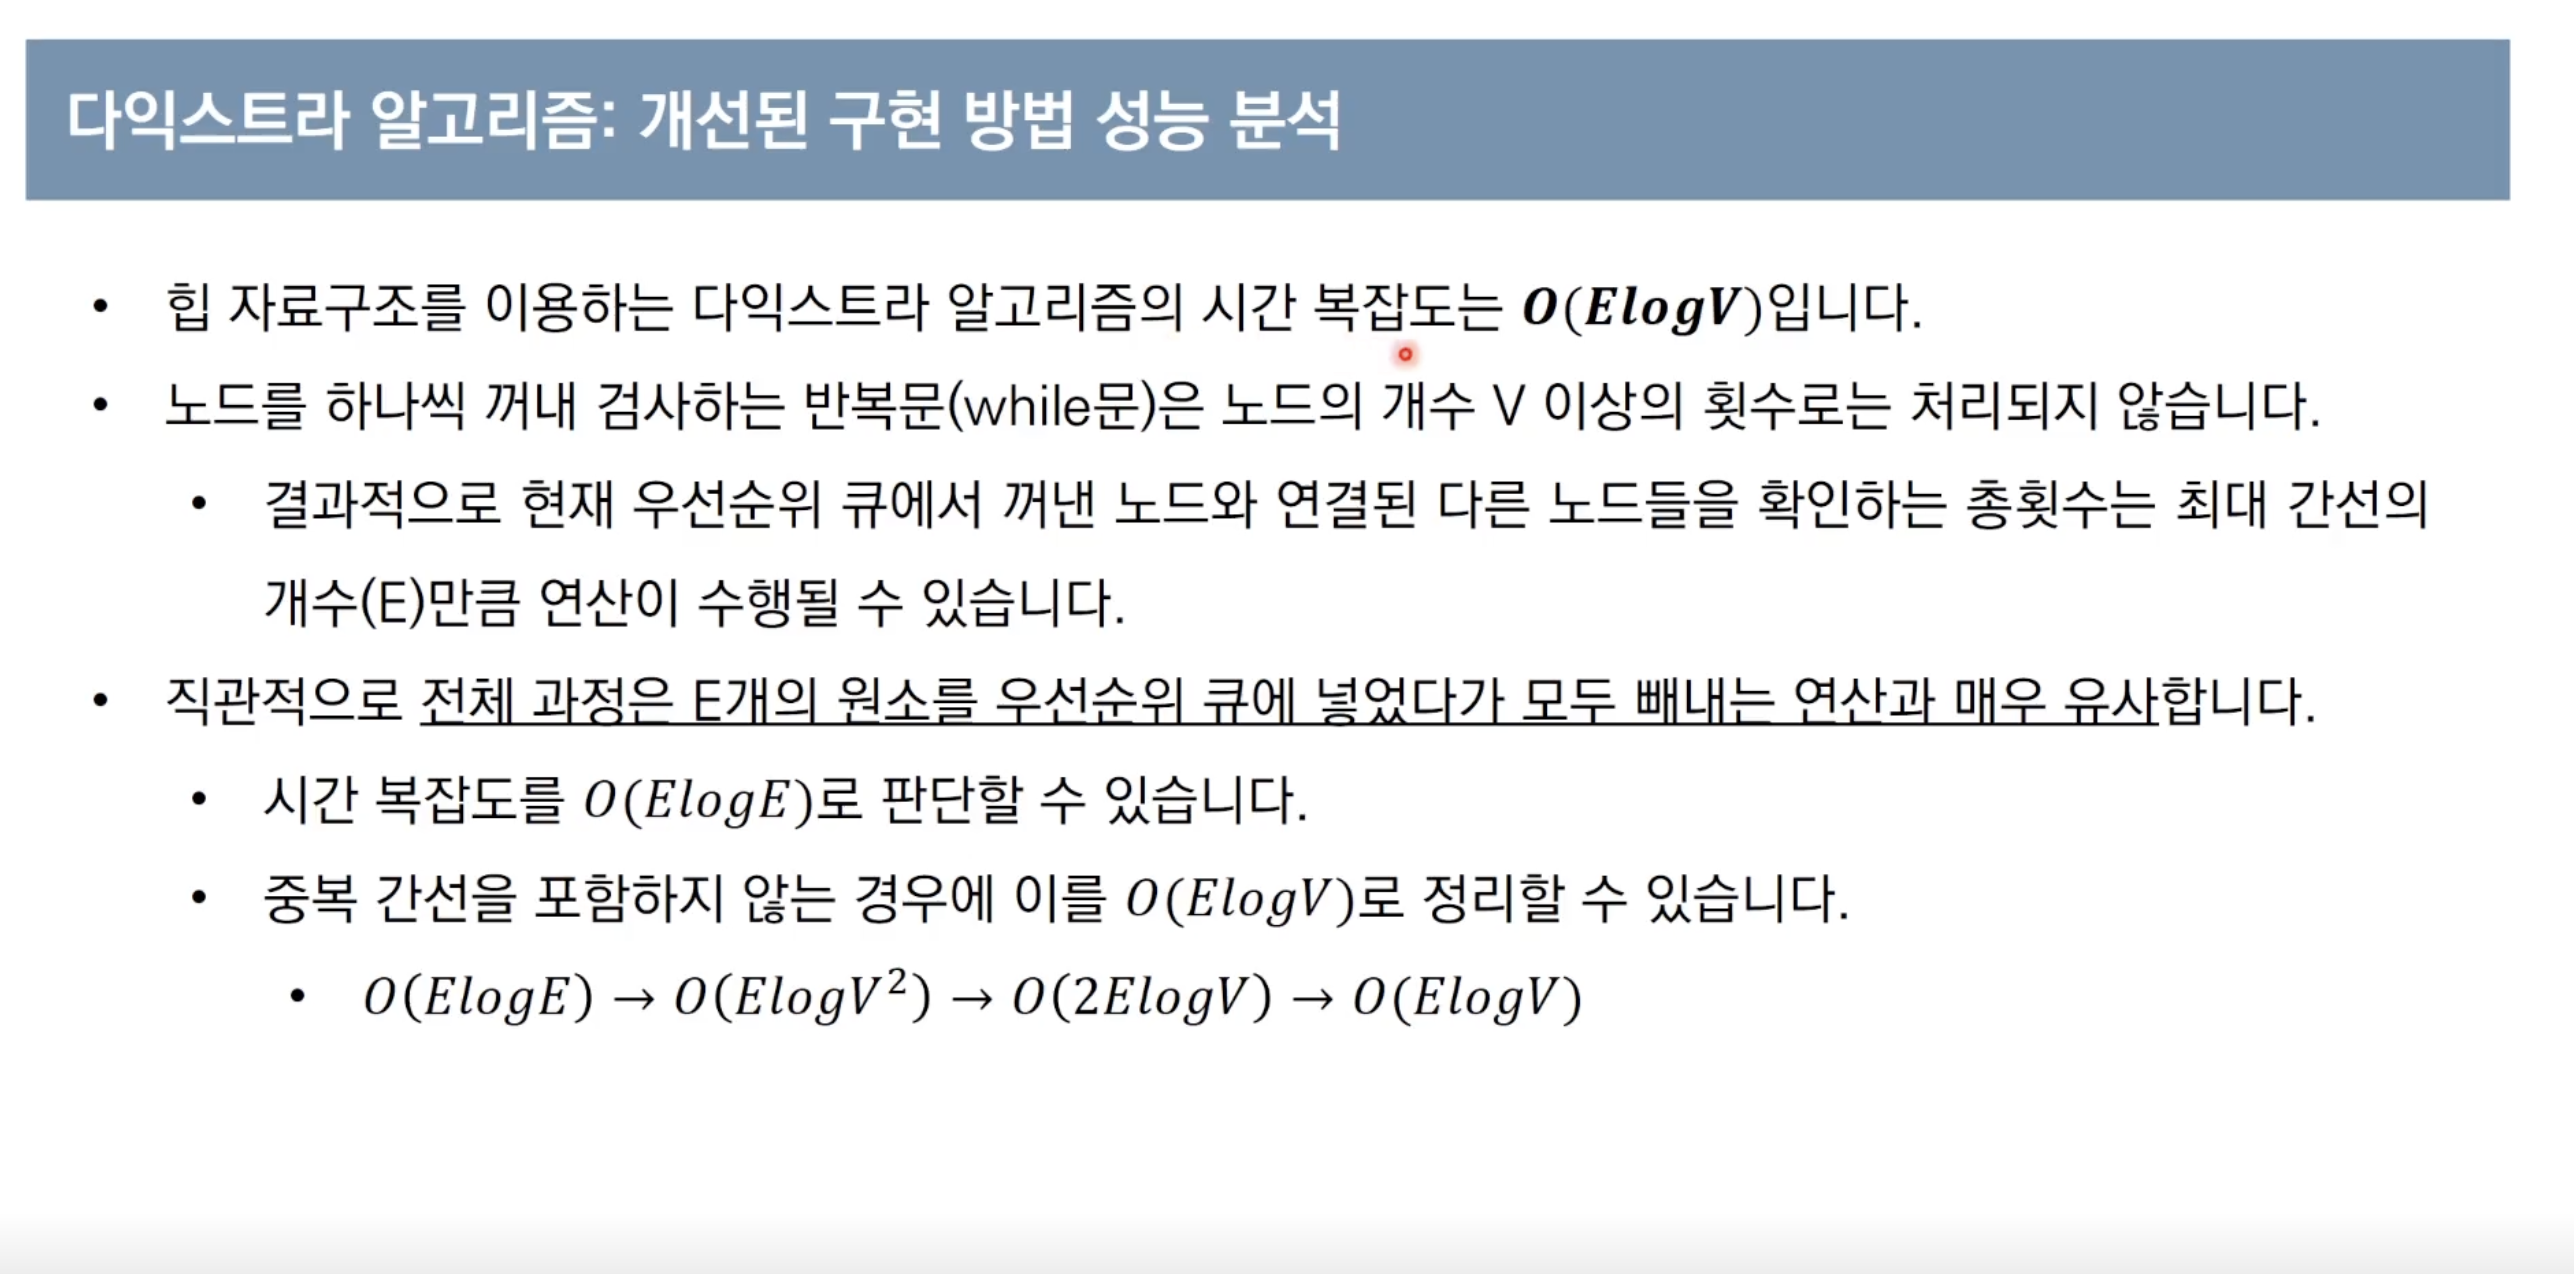 다익스트라 알고리즘: 개선된 구현 방법 성능 분석
• 힙 자료구조를 이용하는 다익스트라 알고리즘의 시간 복잡도는 O(ElogV)입니다.
• 노드를 하나씩 꺼내 검사하는 반복문(while문)은 노드의 개수 V 이상의 횟수로는 처리되지 않습니다.
• 결과적으로 현재 우선순위 큐에서 꺼낸 노드와 연결된 다른 노드들을 확인하는 총횟수는 최대 간선의
개수(E)만큼 연산이 수행될 수 있습니다.
• 직관적으로 전체 과정은 E개의 원소를 우선순위 큐에 넣었다가 모두 빼내는 연산과 매우 유사합니다.
• 시간 복잡도를 O(ElogE)로 판단할 수 있습니다.
• 중복 간선을 포함하지 않는 경우에 이를 O(ElogV)로 정리할 수 있습니다.
• O(ElogE) → O(ElogV²) → O(2ElogV) → O(ElogV)